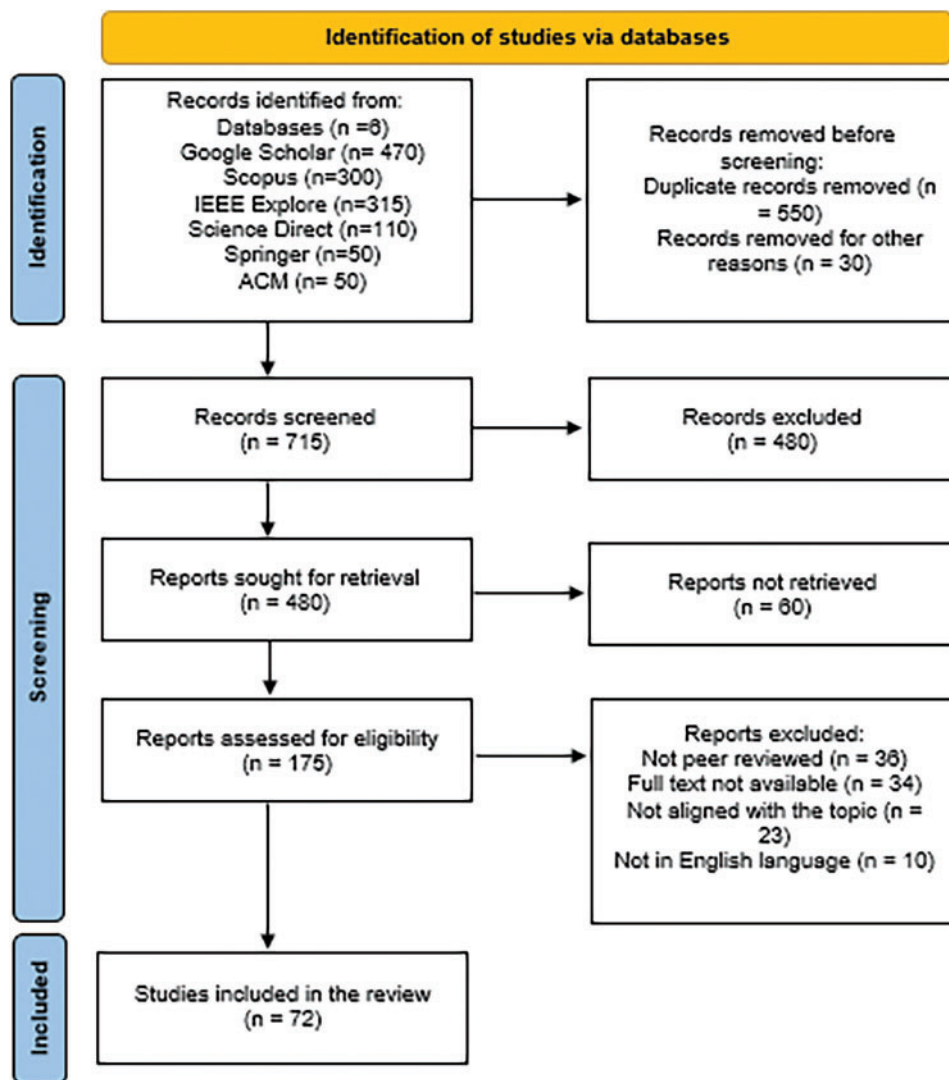 Identification of studies via databases
Identification
Records identified from:
Databases (n =6)
Google Scholar (n= 470)
Scopus (n=300)
IEEE Explore (n=315)
Science Direct (n=110)
Springer (n=50)
ACM (n= 50)
Records removed before
screening:
Duplicate records removed (n
= 550)
Records removed for other
reasons (n = 30)
Screening
Records screened
(n = 715)
Records excluded
(n = 480)
Reports sought for retrieval
(n = 480)
Reports not retrieved
(n = 60)
Reports assessed for eligibility
(n = 175)
Reports excluded:
Not peer reviewed (n = 36)
Full text not available (n = 34)
Not aligned with the topic (n =
23)
Not in English language (n = 10)
Included
Studies included in the review
(n = 72)